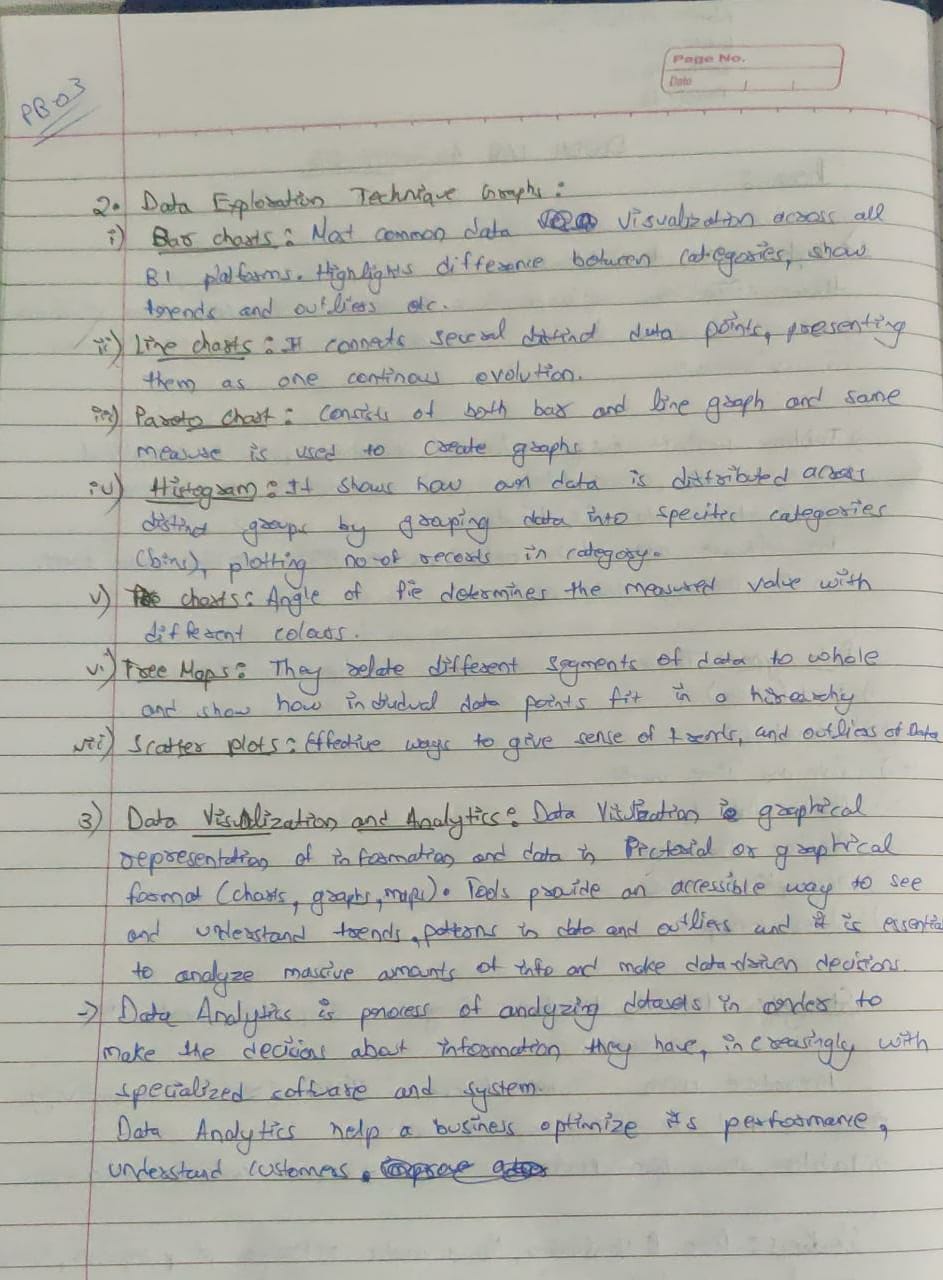 Page No.
Date
PB-03
2. Data Exploration Technique Graphs :
i) Bar charts : Most common data visualization across all
BI platforms. Highlights difference between categories, show
trends and outliers etc.
ii) Line charts : It connects several distind data points, presenting
them as one continous evolution.
iii) Pareto chart : Consists of both bar and line graph and same
measure is used to create graphs
iv) Histogram : It shows how our data is distributed across
distind groups by grouping data into specific categories
(bins), plotting no. of records in category.
v) Pie charts : Angle of Pie determines the measured value with
different colours.
vi) Tree Maps : They relate different segments of data to whole
and show how individual data points fit in a hierarchy
vii) Scatter plots : Effective ways to give sense of trends, and outliers of Data
3) Data Visualization and Analytics : Data Visulization is graphical
representation of information and data in Pictorial or graphical
format (charts, graphs, maps). Tools provide an accessible way to see
and understand trends, patterns in data and outliers and it is essential
to analyze massive amounts of info and make data-driven decisions.
-> Data Analytics is process of analyzing datasets in order to
make the decisions about information they have, increasingly with
specialized software and system.
Data Analytics help a business optimize its performance,
understand customers.